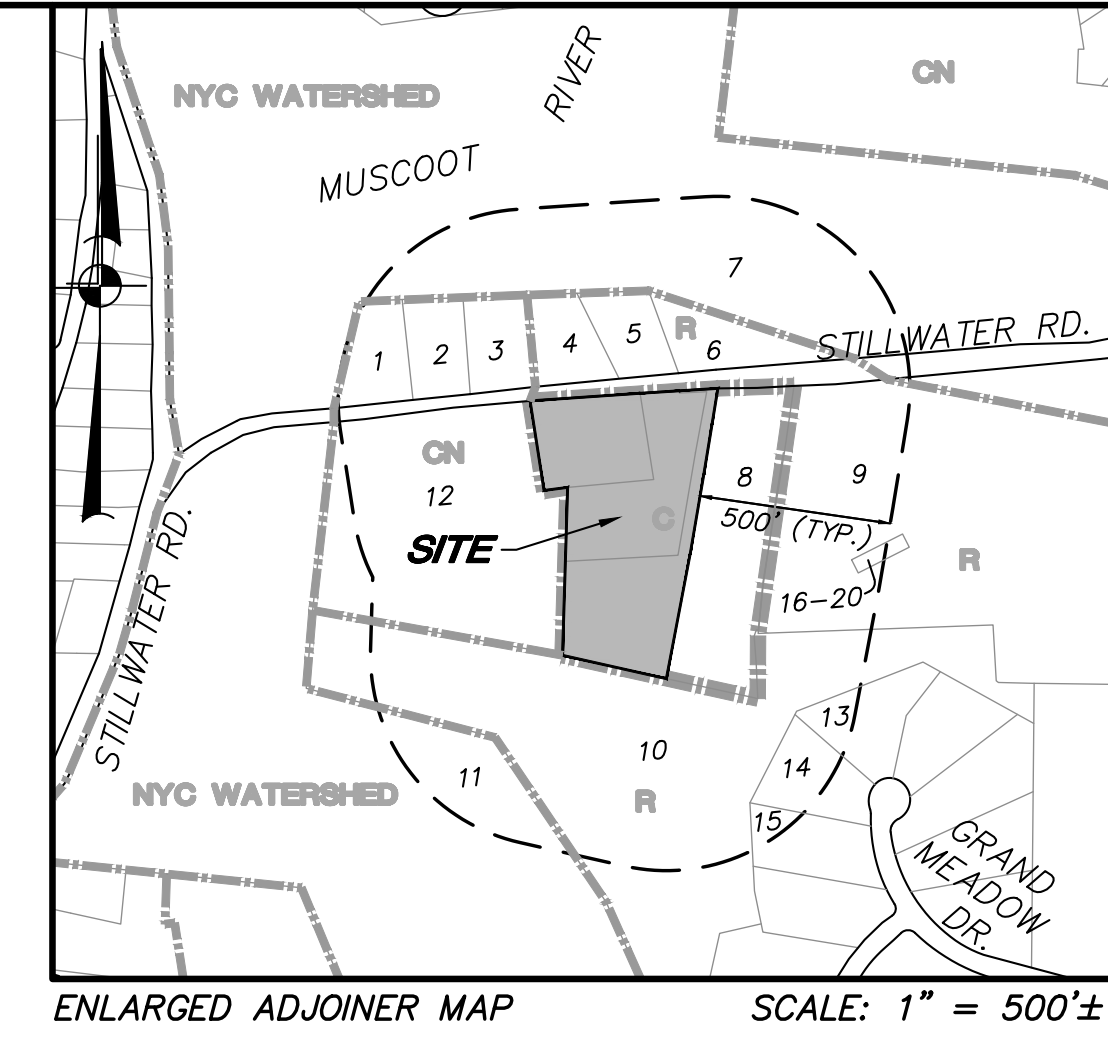 NYC WATERSHED
RIVER
CN
MUSCOOT
7
STILLWATER RD.
1
2
3
4
5
R
6
CN
12
8
9
500' (TYP.)
C
SITE
R
16-20
STILLWATER RD.
13
10
14
11
R
15
NYC WATERSHED
GRAND
MEADOW
DR.
ENLARGED ADJOINER MAP
SCALE: 1" = 500'±